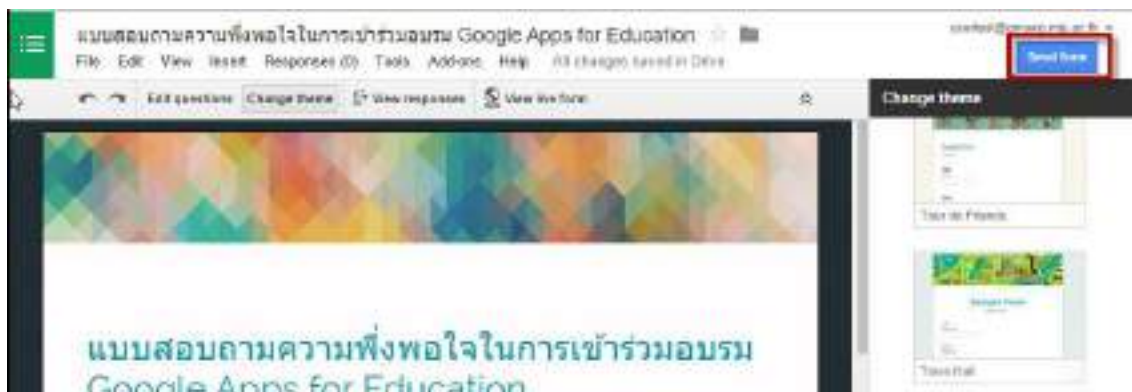 แบบสอบถามความพึงพอใจในการเข้าร่วมอบรม Google Apps for Education
File Edit View Insert Responses (0) Tools Add-ons Help All changes saved in Drive
Send form
Edit questions Change theme View responses View live form
Change theme
Tour de France
Town Hall
แบบสอบถามความพึ่งพอใจในการเข้าร่วมอบรม
Google Apps for Education